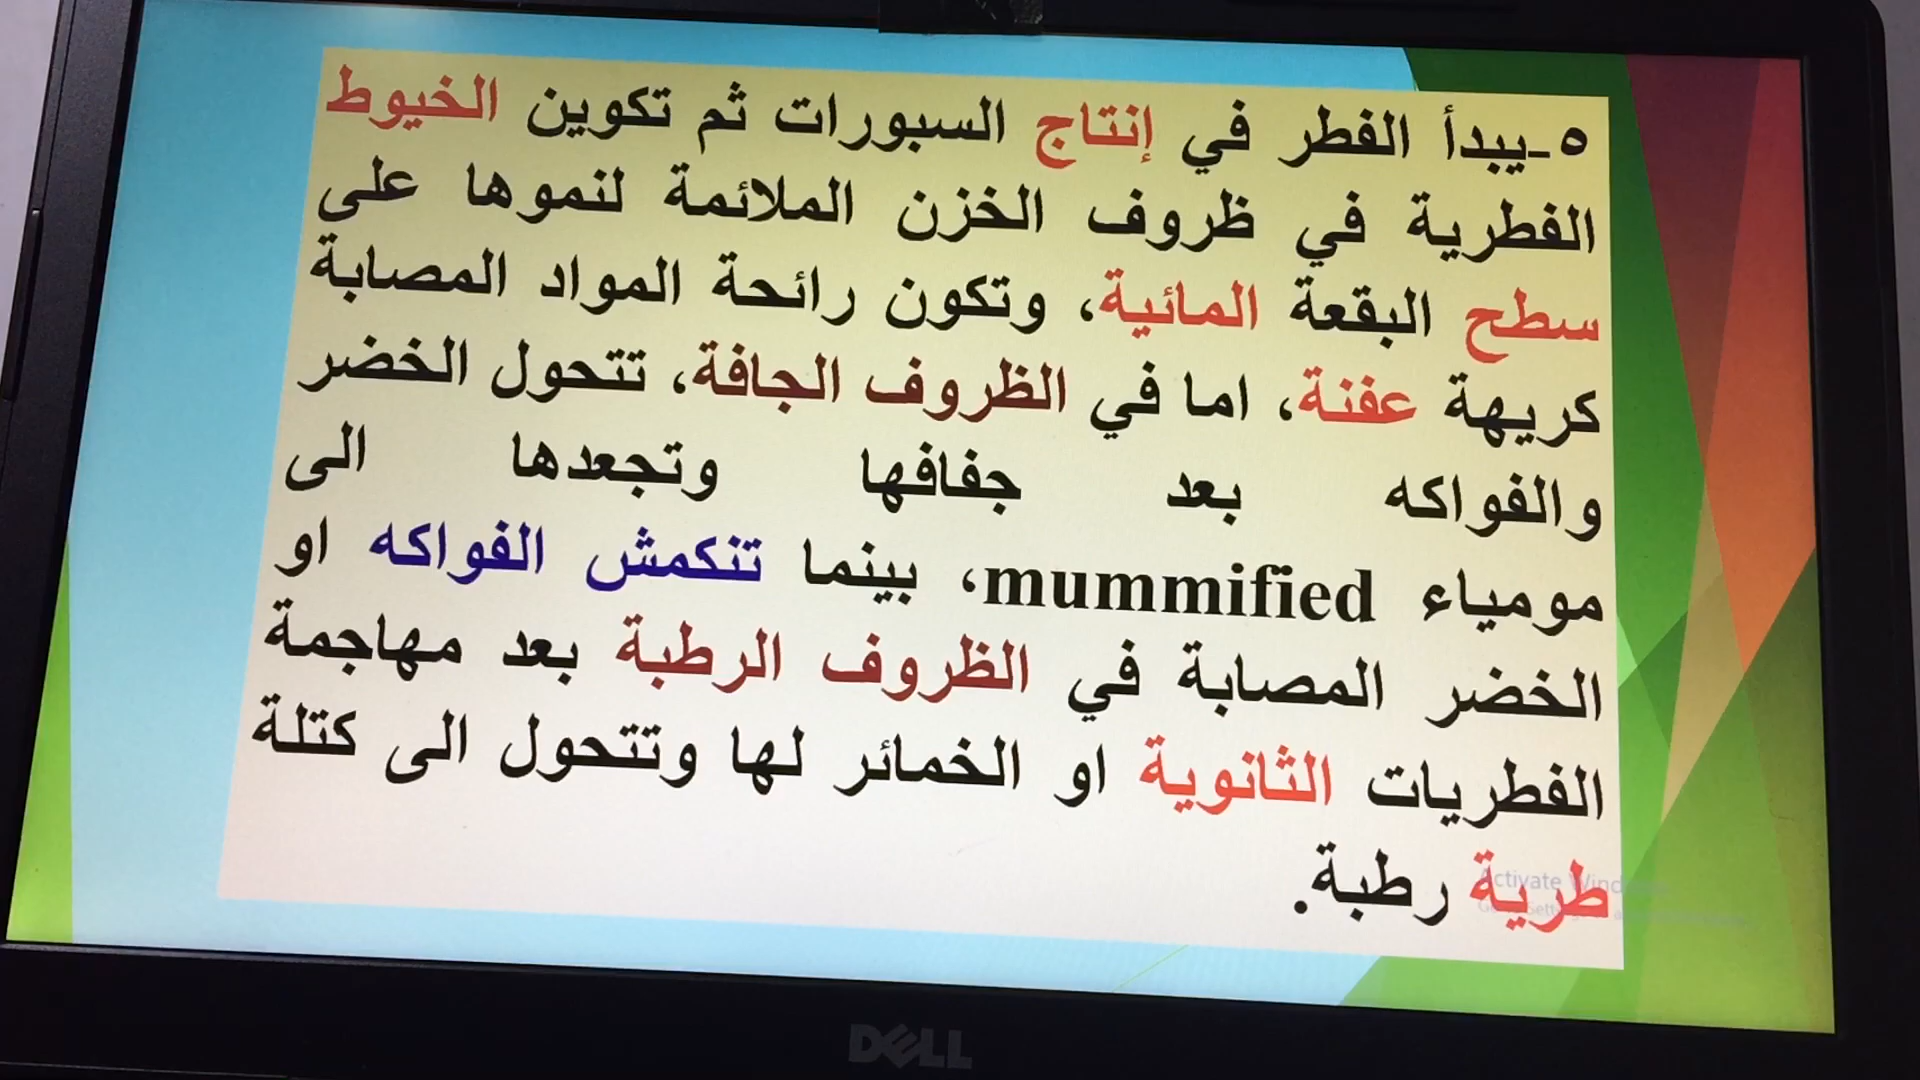 ٥-يبدأ الفطر في إنتاج السبورات ثم تكوين الخيوط
الفطرية في ظروف الخزن الملائمة لنموها على
سطح البقعة المائية، وتكون رائحة المواد المصابة
كريهة عفنة، اما في الظروف الجافة، تتحول الخضر
والفواكه بعد جفافها وتجعدها الى
مومياء mummified، بينما تنكمش الفواكه او
الخضر المصابة في الظروف الرطبة بعد مهاجمة
الفطريات الثانوية او الخمائر لها وتتحول الى كتلة
طرية رطبة.
Activate Wind
DELL